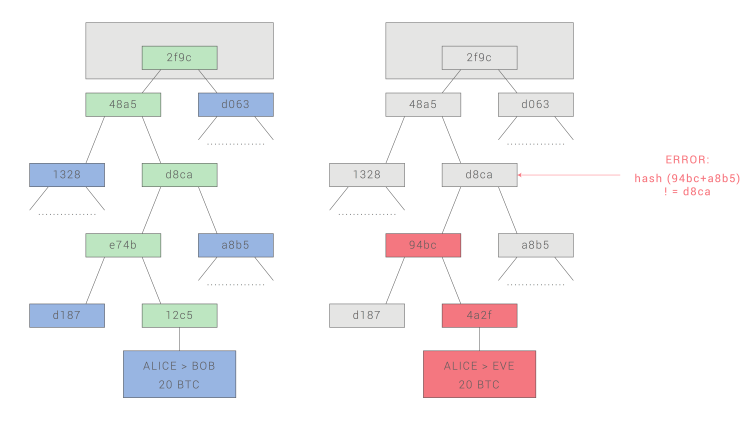 2f9c
48a5
d063
1328
d8ca
e74b
a8b5
d187
12c5
ALICE > BOB
20 BTC
2f9c
48a5
d063
1328
d8ca
94bc
a8b5
d187
4a2f
ALICE > EVE
20 BTC
ERROR:
hash (94bc+a8b5)
! = d8ca